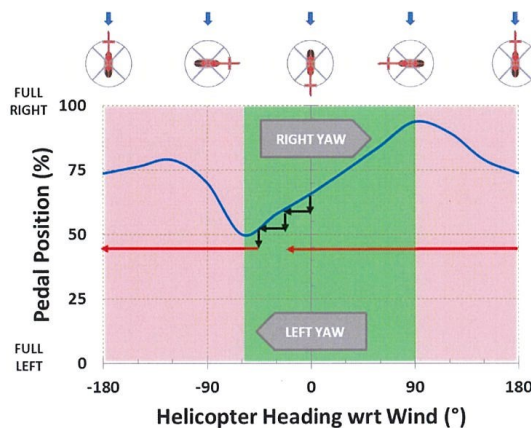 FULL
RIGHT
100
75
50
25
0
FULL
LEFT
Pedal Position (%)
RIGHT YAW
LEFT YAW
-180
-90
0
90
180
Helicopter Heading wrt Wind (°)